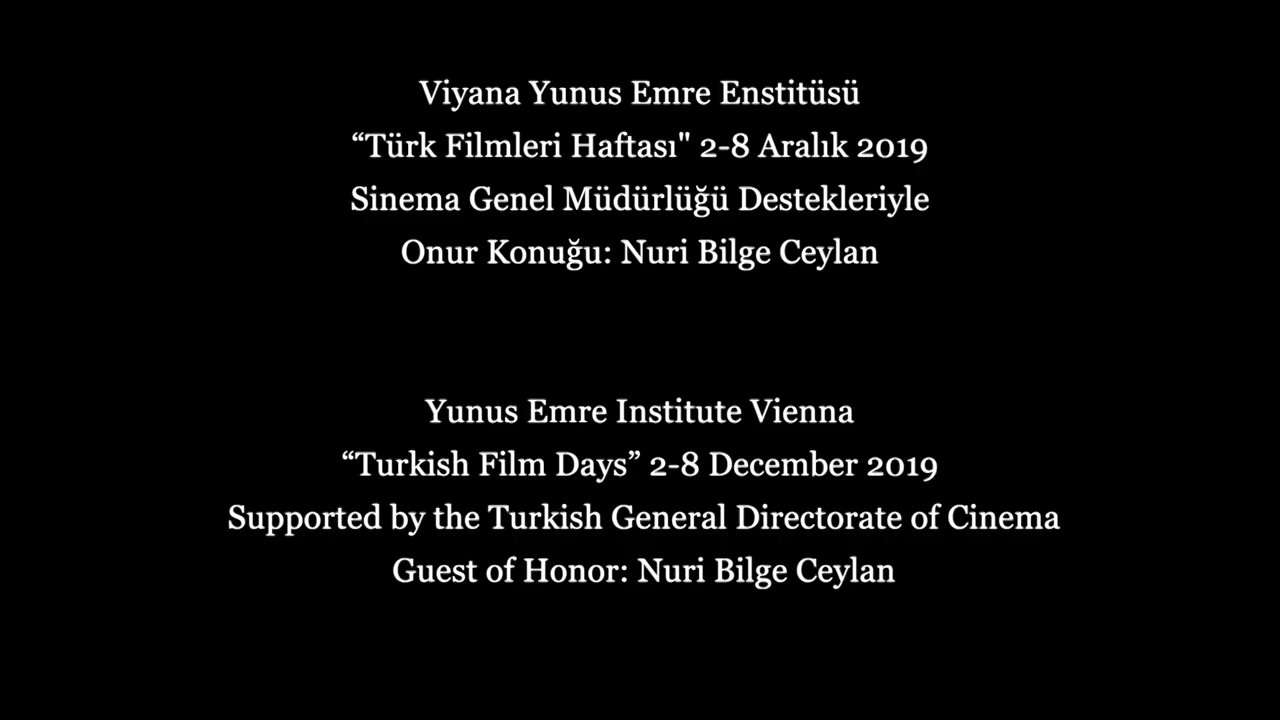 Viyana Yunus Emre Enstitüsü
“Türk Filmleri Haftası" 2-8 Aralık 2019
Sinema Genel Müdürlüğü Destekleriyle
Onur Konuğu: Nuri Bilge Ceylan
Yunus Emre Institute Vienna
“Turkish Film Days” 2-8 December 2019
Supported by the Turkish General Directorate of Cinema
Guest of Honor: Nuri Bilge Ceylan